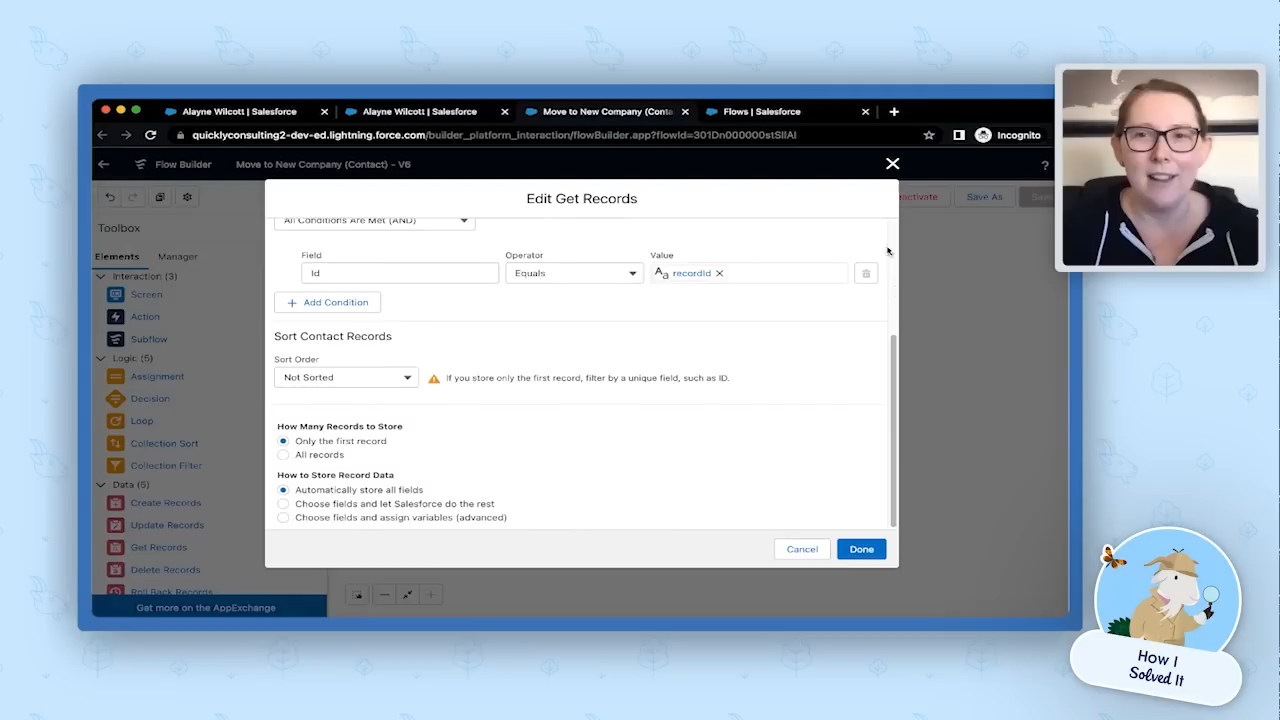 Alayne Wilcott | Salesforce
Alayne Wilcott | Salesforce
Move to New Company (Conta
Flows | Salesforce
quicklyconsulting2-dev-ed.lightning.force.com/builder_platform_interaction/flowBuilder.app?flowId=301Dn000000stSIIAI
Incognito
Flow Builder
Move to New Company (Contact) - V6
?
Edit Get Records
eactivate
Save As
Save
Toolbox
Elements
Manager
Interaction (3)
Screen
Action
Subflow
Logic (5)
Assignment
Decision
Loop
Collection Sort
Collection Filter
Data (5)
Create Records
Update Records
Get Records
Delete Records
Roll Back Records
Get more on the AppExchange
All Conditions Are Met (AND)
Field
Operator
Value
Id
Equals
Aa recordId
Add Condition
Sort Contact Records
Sort Order
Not Sorted
If you store only the first record, filter by a unique field, such as ID.
How Many Records to Store
Only the first record
All records
How to Store Record Data
Automatically store all fields
Choose fields and let Salesforce do the rest
Choose fields and assign variables (advanced)
Cancel
Done
How I
Solved It